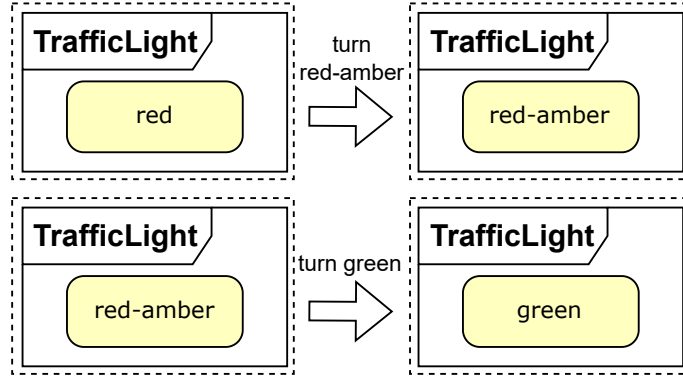 TrafficLight
red
turn
red-amber
TrafficLight
red-amber
TrafficLight
red-amber
turn green
TrafficLight
green